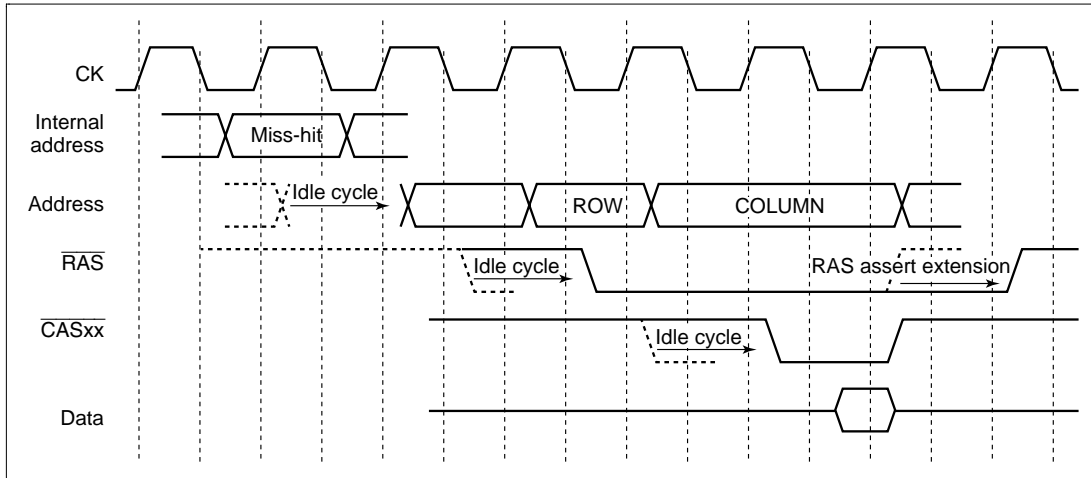 CK
Internal
address
Miss-hit
Address
Idle cycle
ROW
COLUMN
RAS
Idle cycle
RAS assert extension
CASxx
Idle cycle
Data